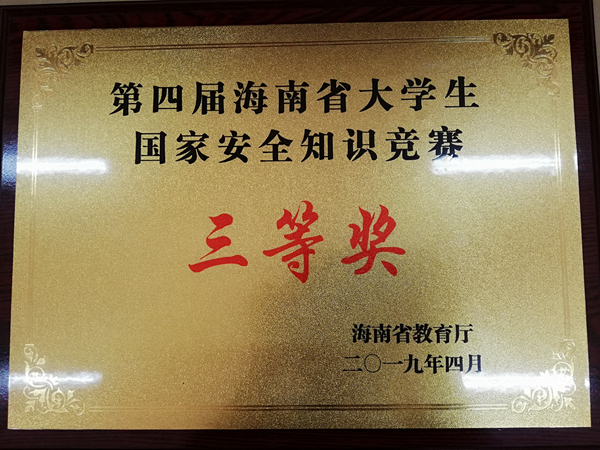 第四届海南省大学生
国家安全知识竞赛
三等奖
海南省教育厅
二〇一九年四月